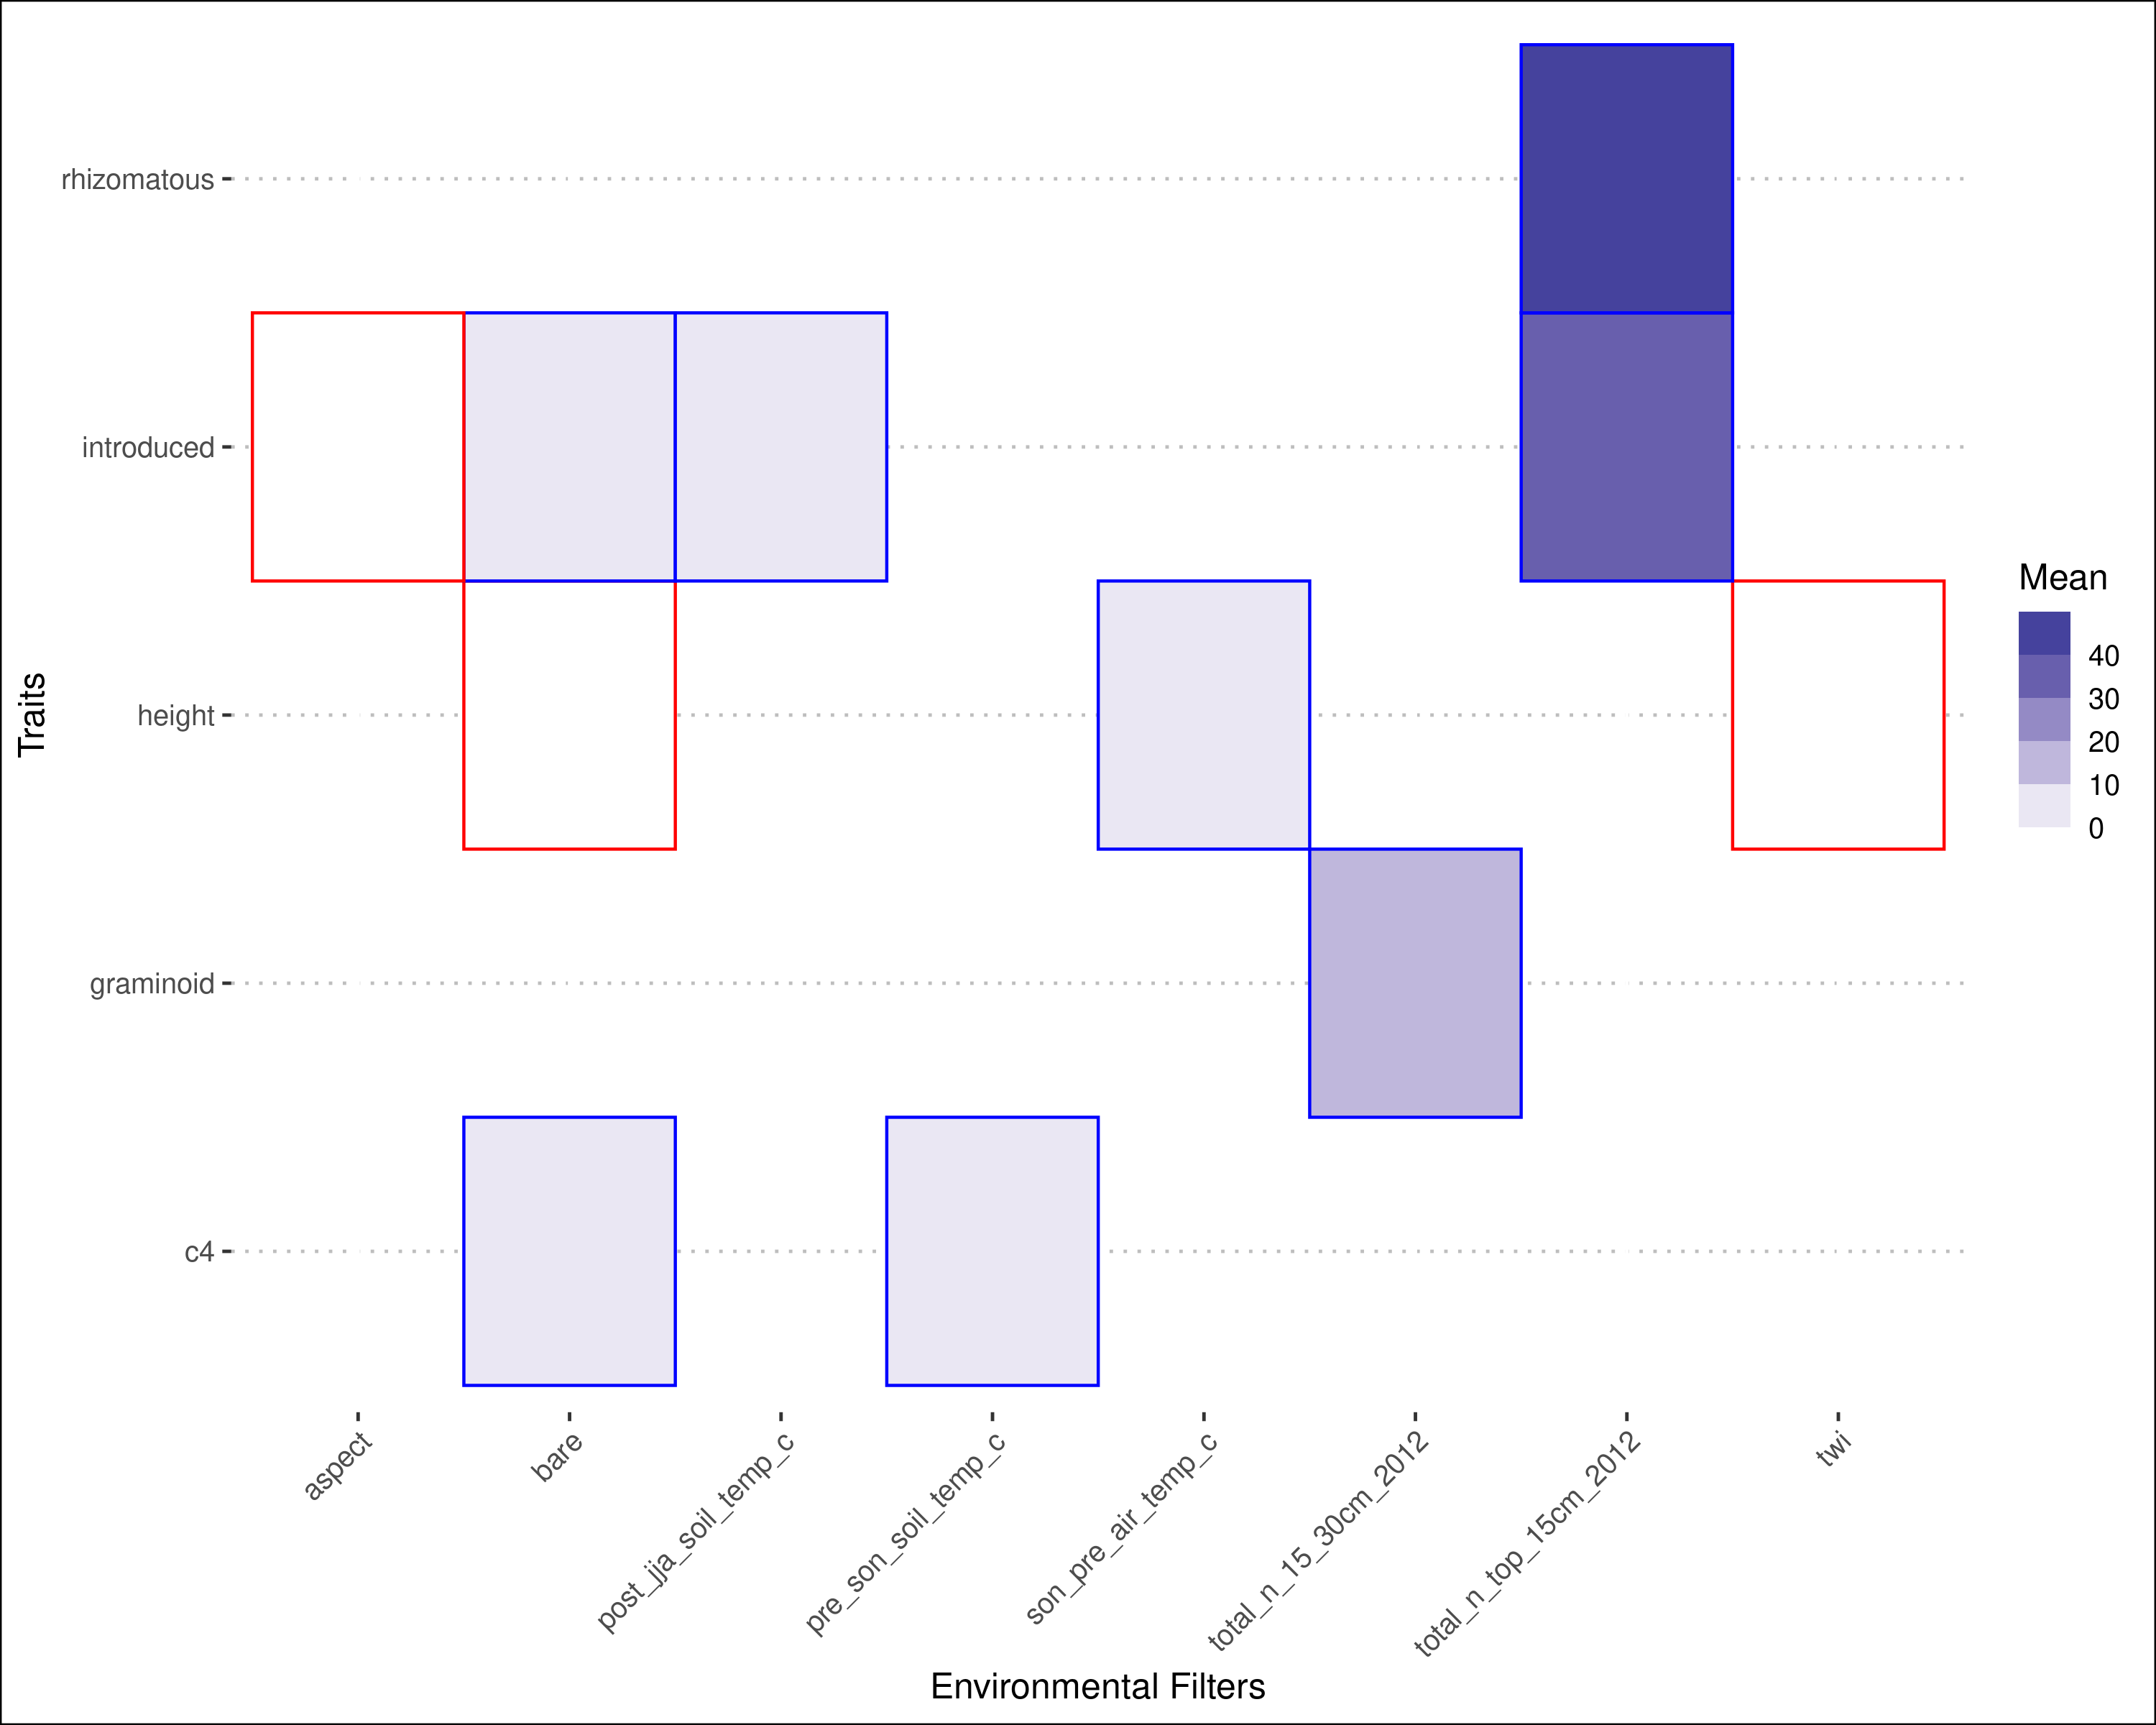 rhizomatous
introduced
height
graminoid
c4
Traits
aspect
bare
post_jja_soil_temp_c
pre_son_soil_temp_c
son_pre_air_temp_c
total_n_15_30cm_2012
total_n_top_15cm_2012
twi
Environmental Filters
Mean
40
30
20
10
0